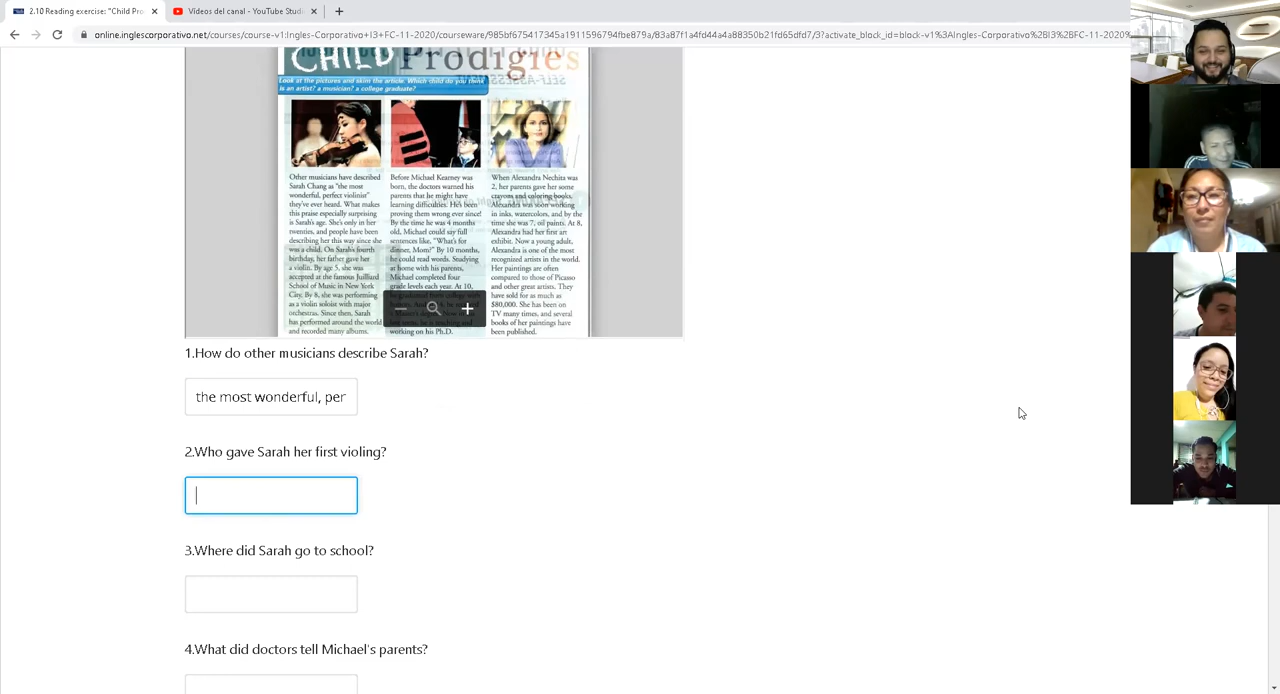 2.10 Reading exercise: "Child Pro
Vídeos del canal - YouTube Studi
online.inglescorporativo.net/courses/course-v1:Ingles-Corporativo+I3+FC-11-2020/courseware/985bf675417345a1911596794fbe879a/83a87f1a4fd44a4a88350b21fd65dfd7/3?activate_block_id=block-v1%3AIngles-Corporativo%2BI3%2BFC-11-2020%
CHILD Prodigies
Look at the pictures and skim the article. Which child do you think
is an artist? a musician? a college graduate?
Other musicians have described
Sarah Chang as "the most
wonderful, perfect violinist"
they've ever heard. What makes
this praise especially surprising
is Sarah's age. She's only in her
twenties, and people have been
describing her this way since she
was a child. On Sarah's fourth
birthday, her father gave her
a violin. By age 5, she was
accepted at the famous Juilliard
School of Music in New York
City. By 8, she was performing
as a violin soloist with major
orchestras. Since then, Sarah
has performed around the world
and recorded many albums.
Before Michael Kearney was
born, the doctors warned his
parents that he might have
learning difficulties. He's been
proving them wrong ever since!
By the time he was 4 months
old, Michael could say full
sentences like, "What's for
dinner, Mom?" By 10 months,
he could read words. Studying
at home with his parents,
Michael completed four
grade levels each year. At 10,
working on his Ph.D.
When Alexandra Nechita was
2, her parents gave her some
crayons and coloring books.
Alexandra was soon working
in inks, watercolors, and by the
time she was 7, oil paints. At 8,
Alexandra had her first art
exhibit. Now a young adult,
Alexandra is one of the most
recognized artists in the world.
Her paintings are often
compared to those of Picasso
and other great artists. They
have sold for as much as
$80,000. She has been on
TV many times, and several
books of her paintings have
been published.
1.How do other musicians describe Sarah?
the most wonderful, per
2.Who gave Sarah her first violing?
3.Where did Sarah go to school?
4.What did doctors tell Michael's parents?